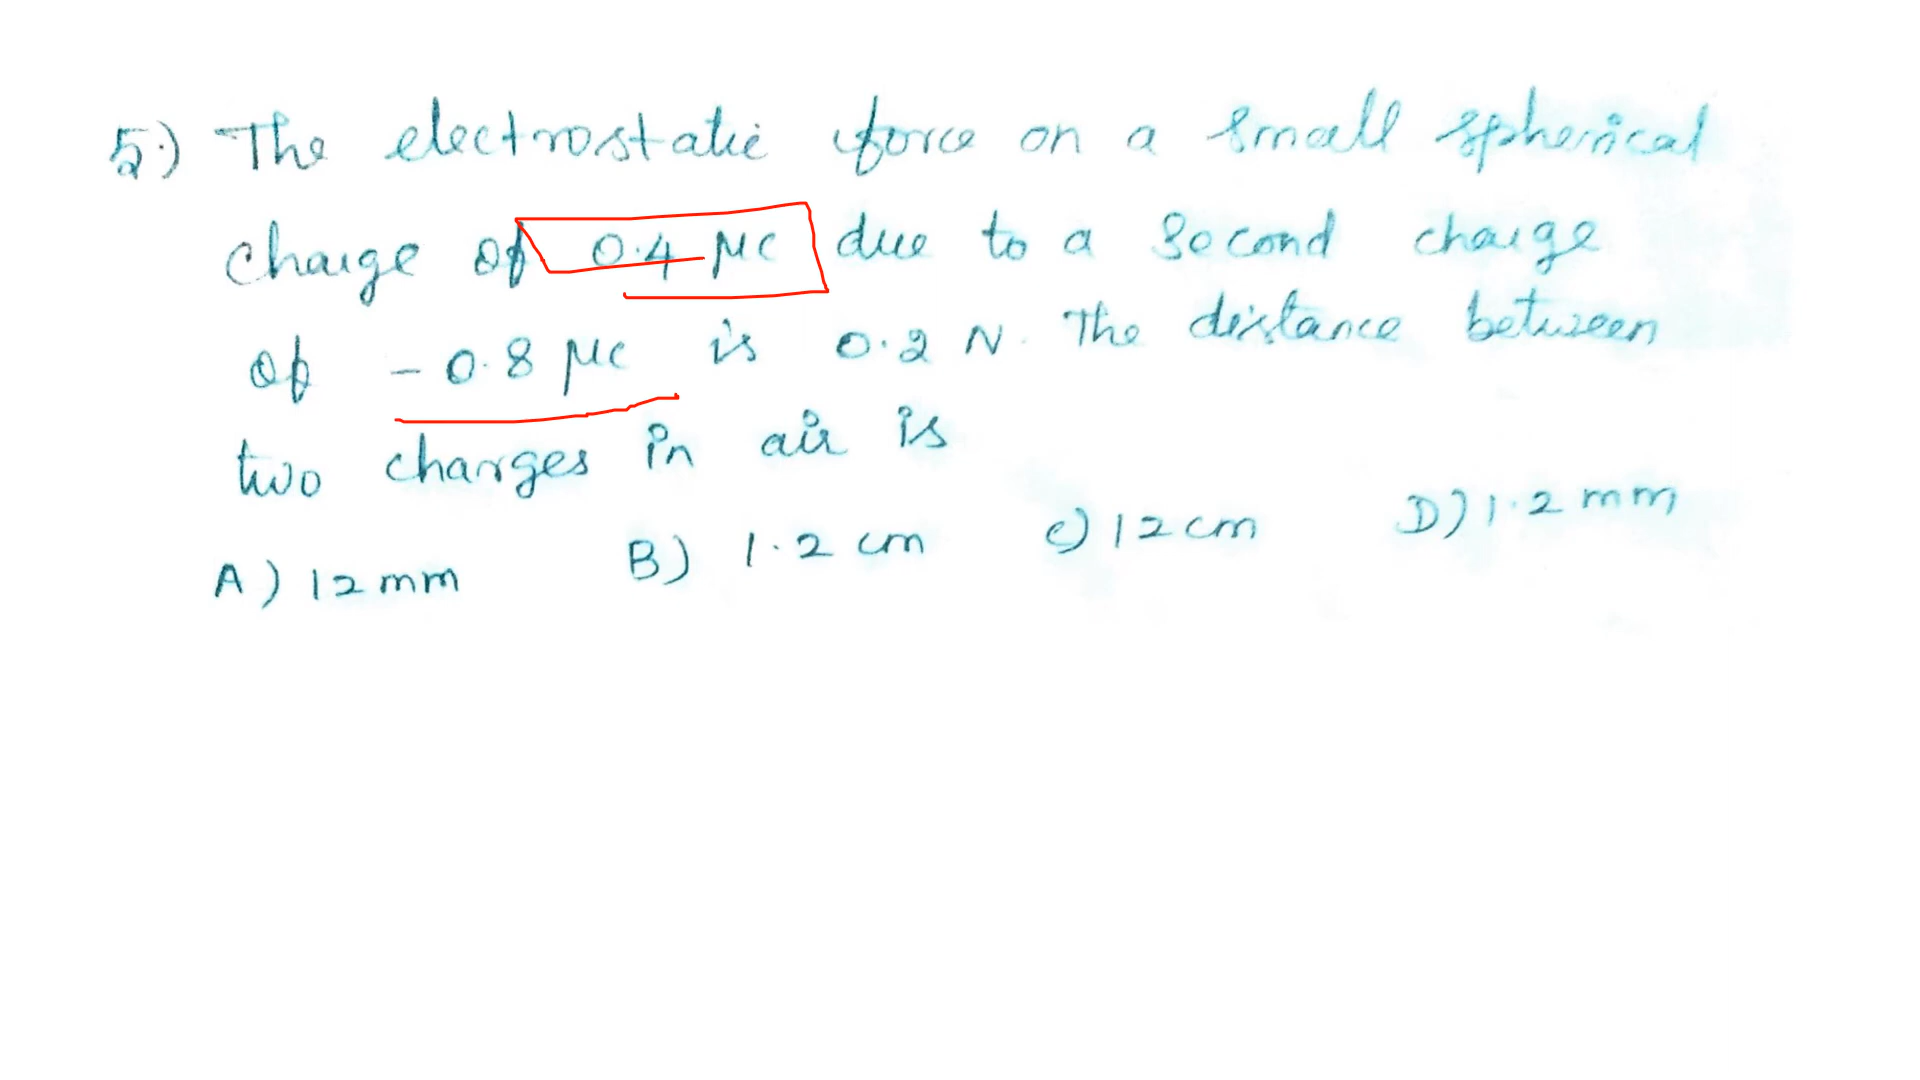 5.) The electrostatic force on a small spherical
charge of 0.4 μC due to a second charge
of - 0.8 μC is 0.2 N. The distance between
two charges in air is
A) 12 mm B) 1.2 cm C) 12 cm D) 1.2 mm